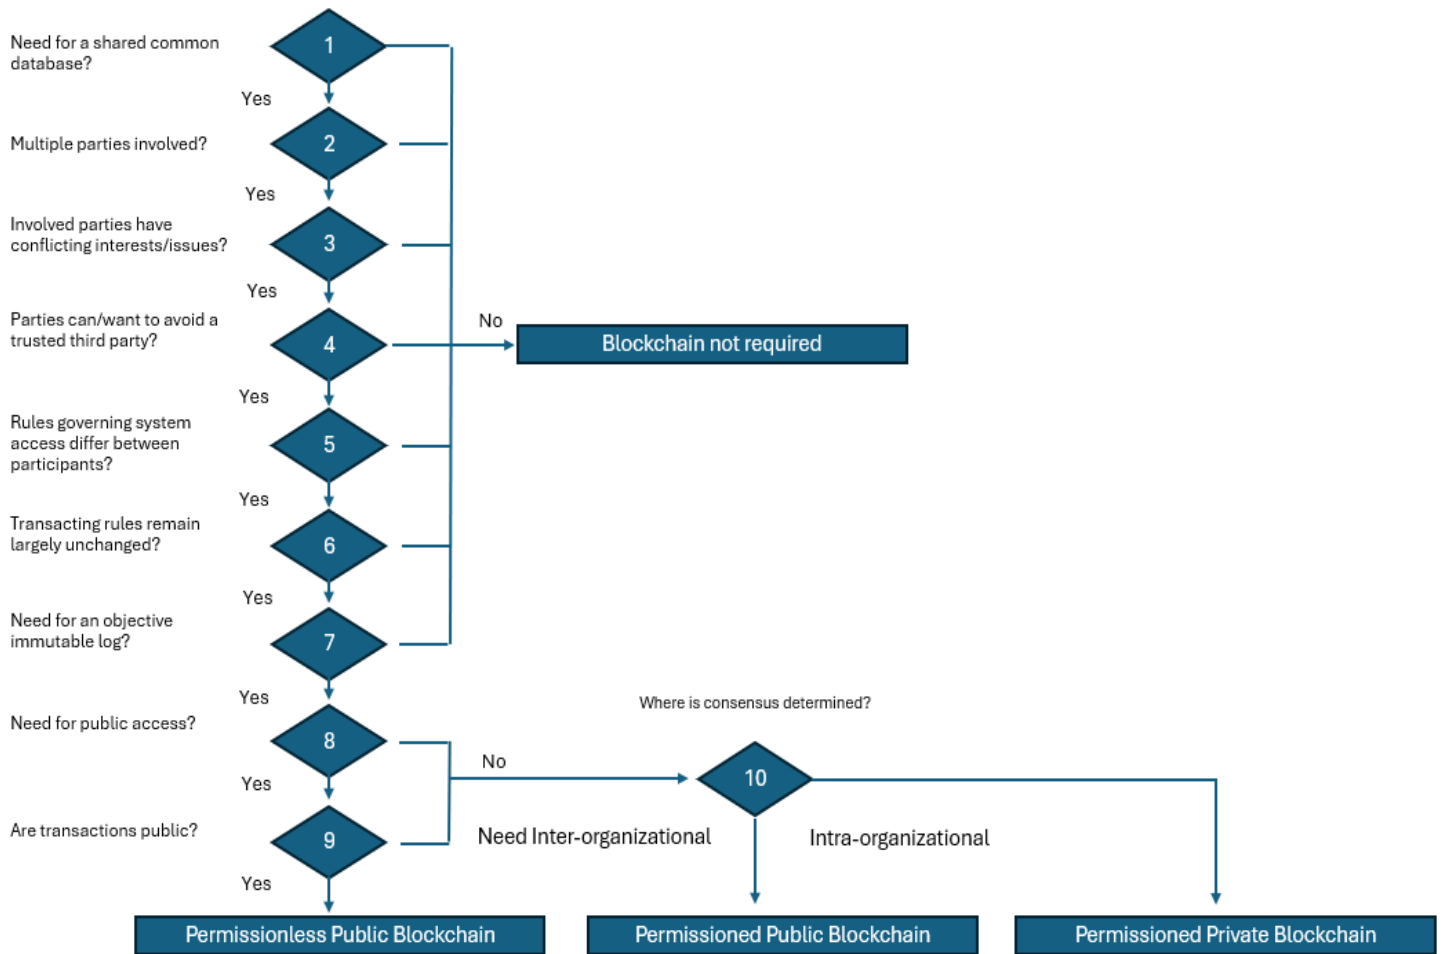 Need for a shared common
database?
1
Yes
Multiple parties involved?
2
Yes
Involved parties have
conflicting interests/issues?
3
Yes
Parties can/want to avoid a
trusted third party?
4
No
Blockchain not required
Yes
Rules governing system
access differ between
participants?
5
Yes
Transacting rules remain
largely unchanged?
6
Yes
Need for an objective
immutable log?
7
Yes
Where is consensus determined?
Need for public access?
8
No
10
Yes
Are transactions public?
9
Need Inter-organizational
Intra-organizational
Yes
Permissionless Public Blockchain
Permissioned Public Blockchain
Permissioned Private Blockchain